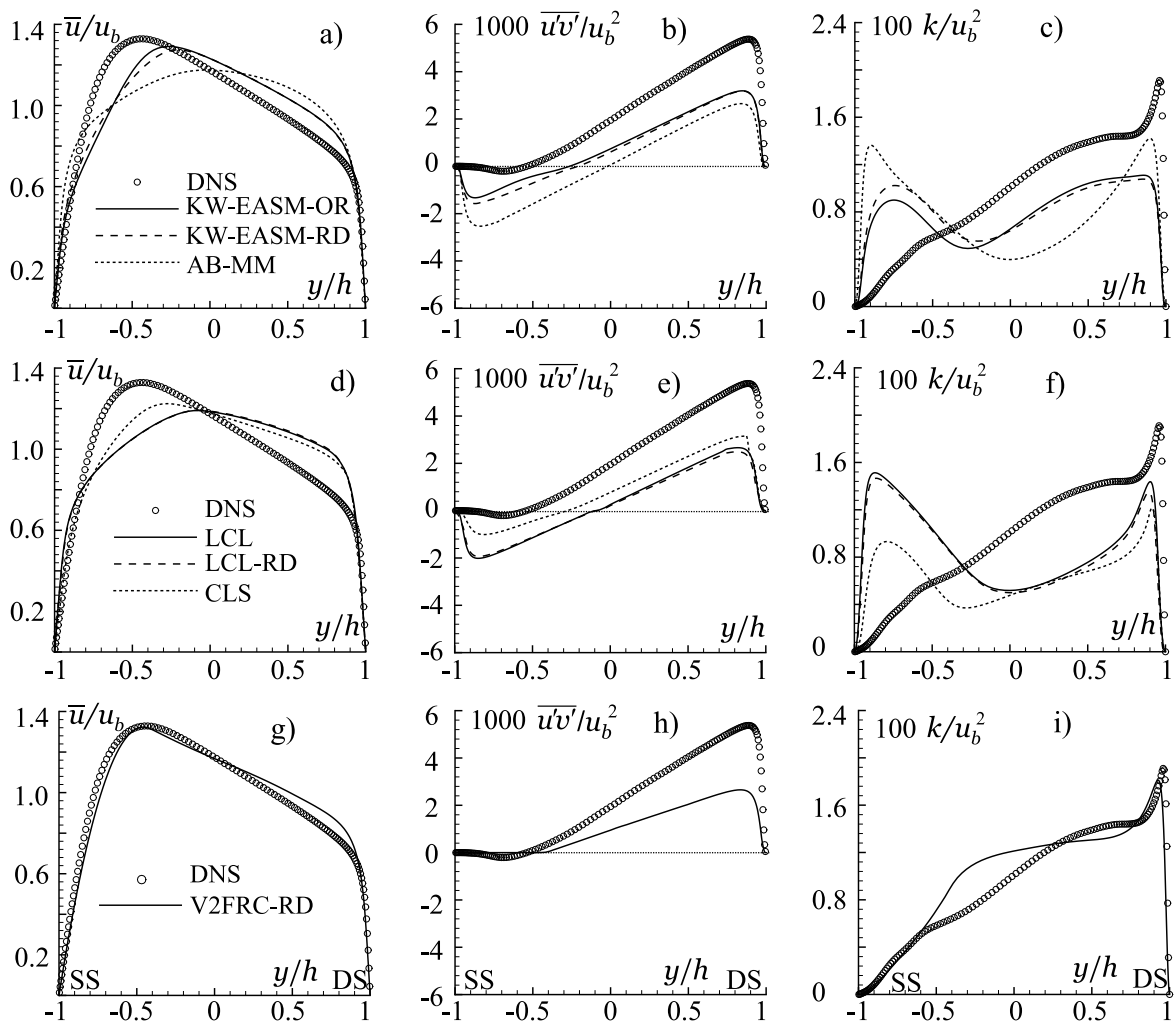 1.4 u̅/u_b a)
1.0
0.6
0.2
DNS
KW-EASM-OR
KW-EASM-RD
AB-MM
y/h
-1 -0.5 0 0.5 1
6 1000 u'v'/u_b^2 b)
4
2
0
-2
-4
-6
y/h
-1 -0.5 0 0.5 1
2.4 100 k/u_b^2 c)
1.6
0.8
0
y/h
-1 -0.5 0 0.5 1
1.4 u̅/u_b d)
1.0
0.6
0.2
DNS
LCL
LCL-RD
CLS
y/h
-1 -0.5 0 0.5 1
6 1000 u'v'/u_b^2 e)
4
2
0
-2
-4
-6
y/h
-1 -0.5 0 0.5 1
2.4 100 k/u_b^2 f)
1.6
0.8
0
y/h
-1 -0.5 0 0.5 1
1.4 u̅/u_b g)
1.0
0.6
0.2
DNS
V2FRC-RD
y/h
SS DS
-1 -0.5 0 0.5 1
6 1000 u'v'/u_b^2 h)
4
2
0
-2
-4
-6
y/h
SS DS
-1 -0.5 0 0.5 1
2.4 100 k/u_b^2 i)
1.6
0.8
0
y/h
SS DS
-1 -0.5 0 0.5 1